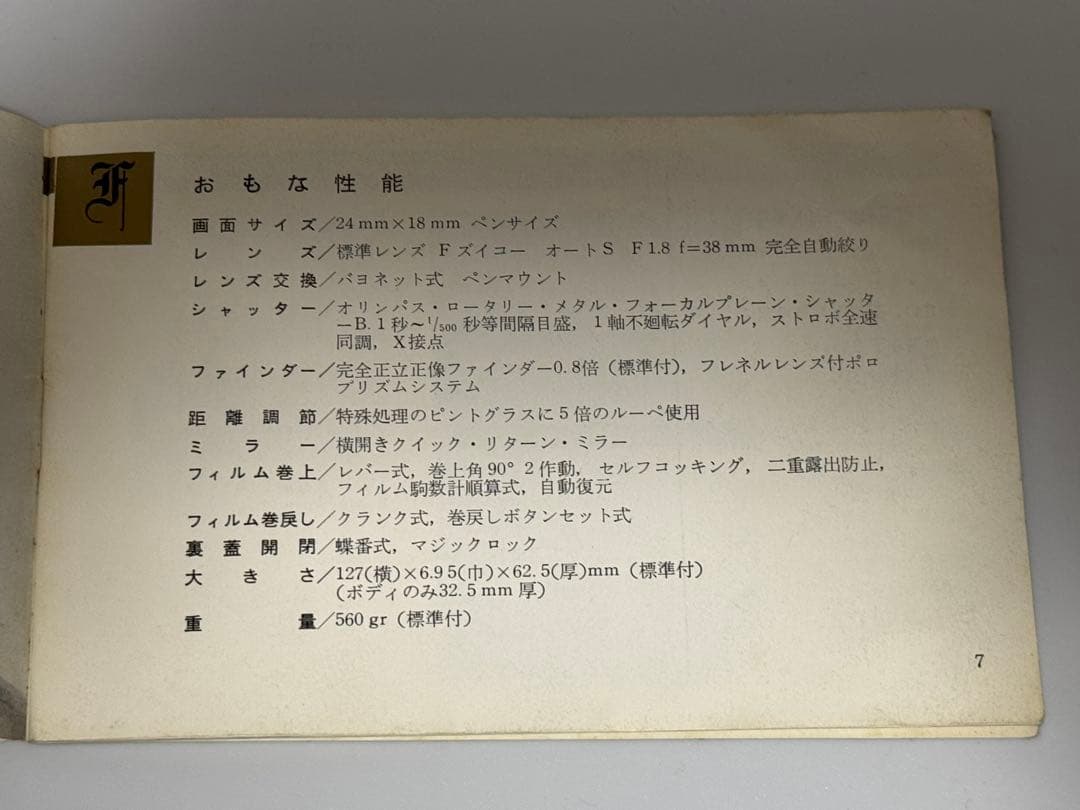 F
おもな性能
画面サイズ/24mm×18mm ペンサイズ
レンズ/標準レンズ F ズイコー オートS F1.8 f=38mm 完全自動絞り
レンズ交換/バヨネット式 ペンマウント
シャッター/オリンパス・ロータリー・メタル・フォーカルプレーン・シャッタ
ーB.1秒〜1/500秒等間隔目盛,1軸不廻転ダイヤル,ストロボ全速
同調,X接点
ファインダー/完全正立正像ファインダー0.8倍(標準付),フレネルレンズ付ポロ
プリズムシステム
距離調節/特殊処理のピントグラスに5倍のルーペ使用
ミラー/横開きクイック・リターン・ミラー
フィルム巻上/レバー式,巻上角90°2作動,セルフコッキング,二重露出防止,
フィルム駒数計順算式,自動復元
フィルム巻戻し/クランク式,巻戻しボタンセット式
裏蓋開閉/蝶番式,マジックロック
大きさ/127(横)×6.95(巾)×62.5(厚)mm(標準付)
(ボディのみ32.5mm厚)
重量/560gr(標準付)
7